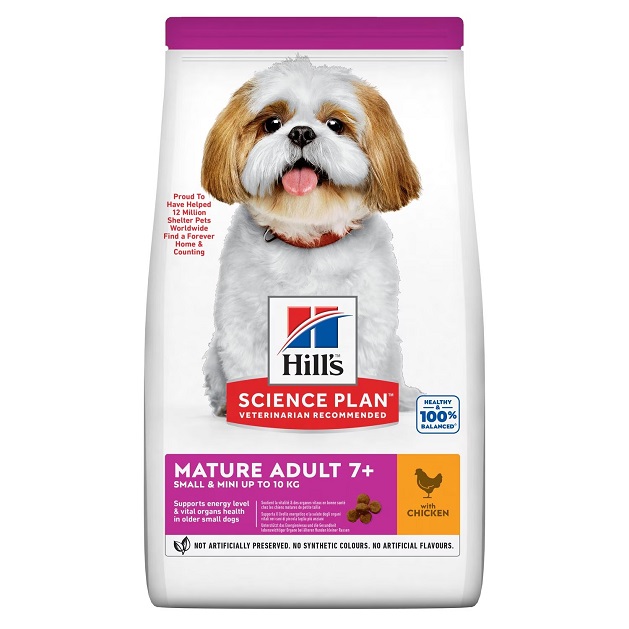 Proud To
Have Helped
12 Million
Shelter Pets
Worldwide
Find a Forever
Home &
Counting
Hill's™
SCIENCE PLAN™
VETERINARIAN RECOMMENDED
HEALTHY
&
100%
BALANCED
MATURE ADULT 7+
SMALL & MINI UP TO 10 KG
Supports energy level
& vital organs health
in older small dogs
with
CHICKEN
NOT ARTIFICIALLY PRESERVED. NO SYNTHETIC COLOURS. NO ARTIFICIAL FLAVOURS.